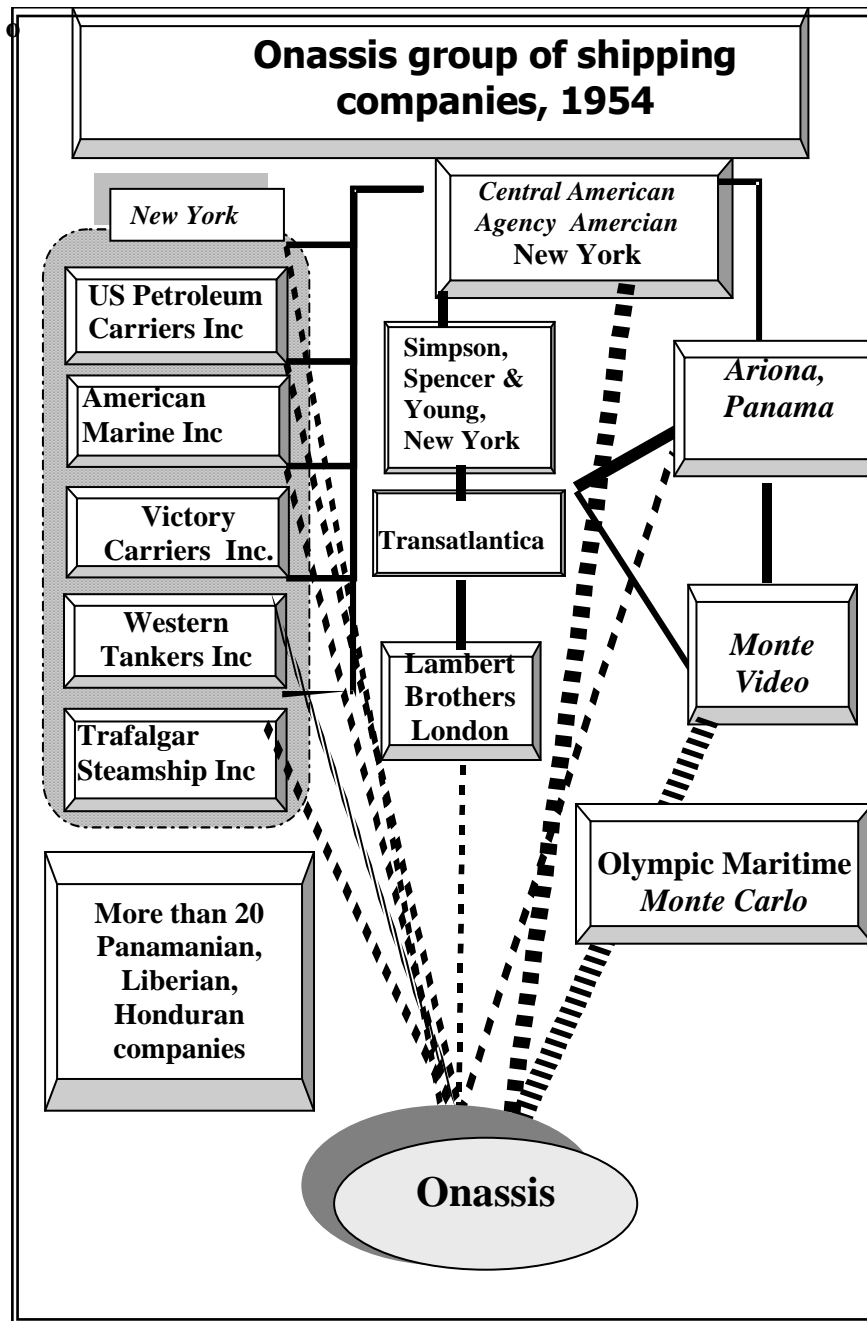 o
Onassis group of shipping
companies, 1954
New York
US Petroleum
Carriers Inc
American
Marine Inc
Victory
Carriers Inc.
Western
Tankers Inc
Trafalgar
Steamship Inc
More than 20
Panamanian,
Liberian,
Honduran
companies
Central American
Agency Amercian
New York
Simpson,
Spencer &
Young,
New York
Transatlantica
Lambert
Brothers
London
Ariona,
Panama
Monte
Video
Olympic Maritime
Monte Carlo
Onassis